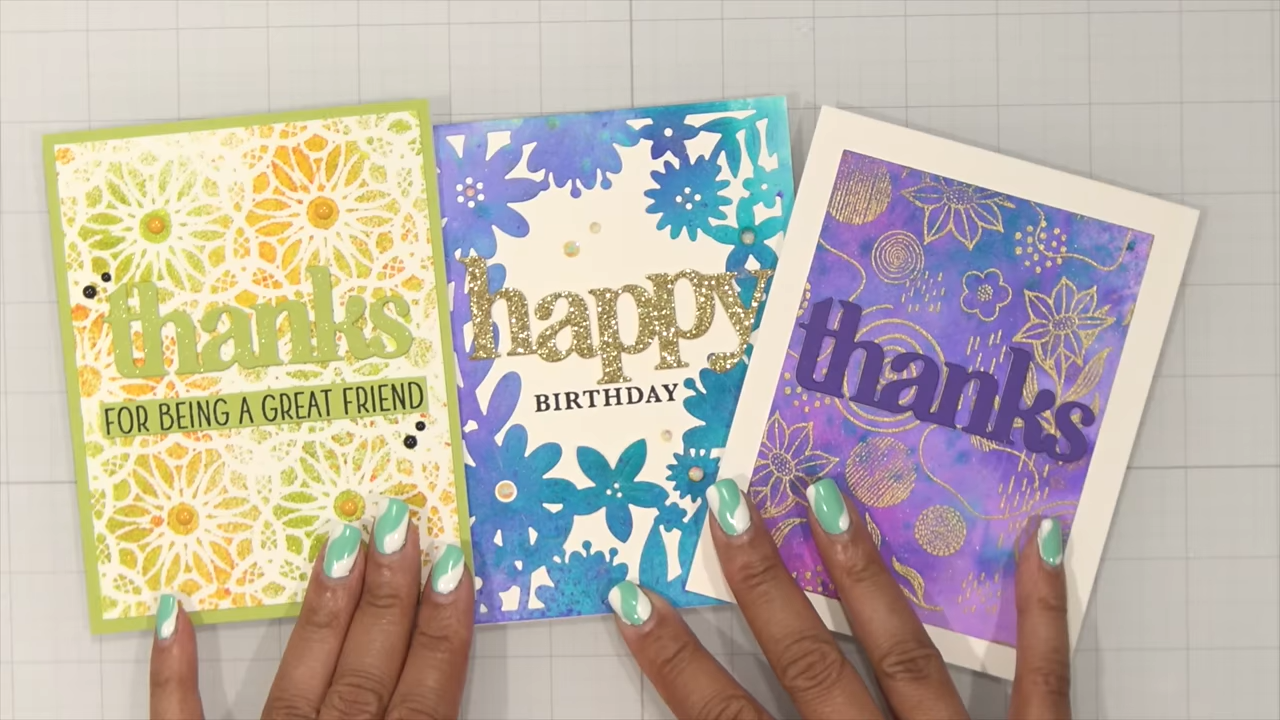 thanks
FOR BEING A GREAT FRIEND
happy
BIRTHDAY
thanks